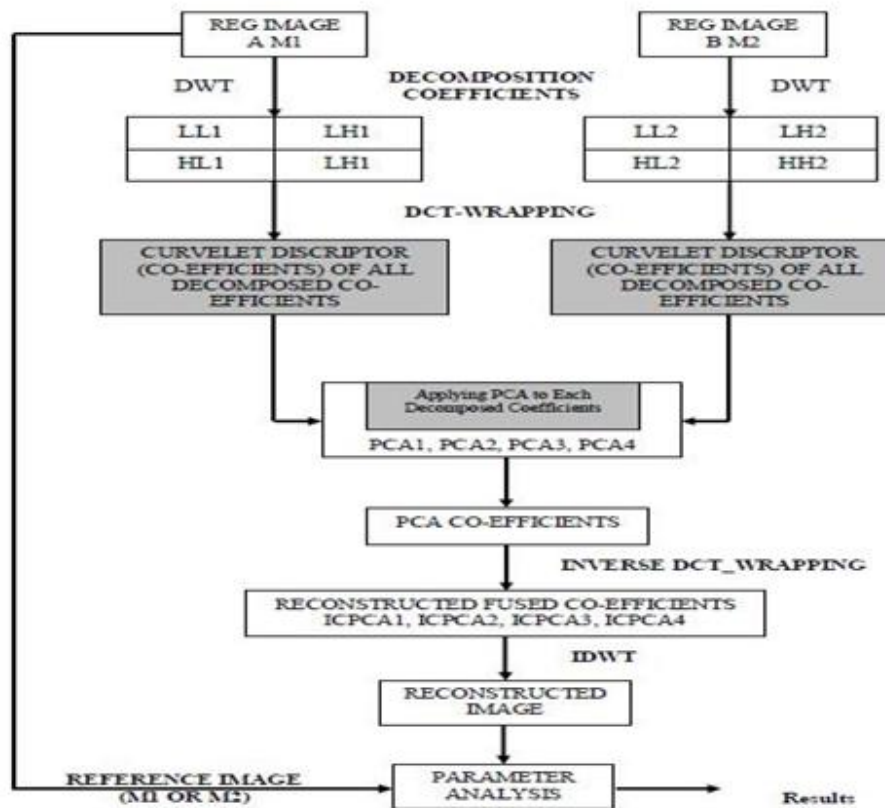 REG IMAGE
A M1
REG IMAGE
B M2
DWT
DECOMPOSITION
COEFFICIENTS
DWT
LL1 LH1
HL1 LH1
LL2 LH2
HL2 HH2
DCT-WRAPPING
CURVELET DISCRIPTOR
(CO-EFFICIENTS) OF ALL
DECOMPOSED CO-
EFFICIENTS
CURVELET DISCRIPTOR
(CO-EFFICIENTS) OF ALL
DECOMPOSED CO-
EFFICIENTS
Applying PCA to Each
Decomposed Coefficients
PCA1, PCA2, PCA3, PCA4
PCA CO-EFFICIENTS
INVERSE DCT_WRAPPING
RECONSTRUCTED FUSED CO-EFFICIENTS
ICPCA1, ICPCA2, ICPCA3, ICPCA4
IDWT
RECONSTRUCTED
IMAGE
REFERENCE IMAGE
(M1 OR M2)
PARAMETER
ANALYSIS
Results